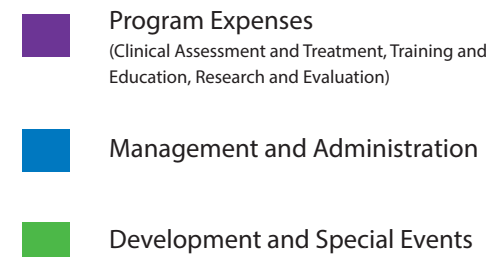 Program Expenses
(Clinical Assessment and Treatment, Training and
Education, Research and Evaluation)
Management and Administration
Development and Special Events